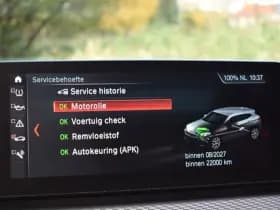 Servicebehoefte
100% NL 10:37
Service historie
OK Motorolie
OK Voertuig check
OK Remvloeistof
OK Autokeuring (APK)
binnen 08/2027
binnen 22000 km